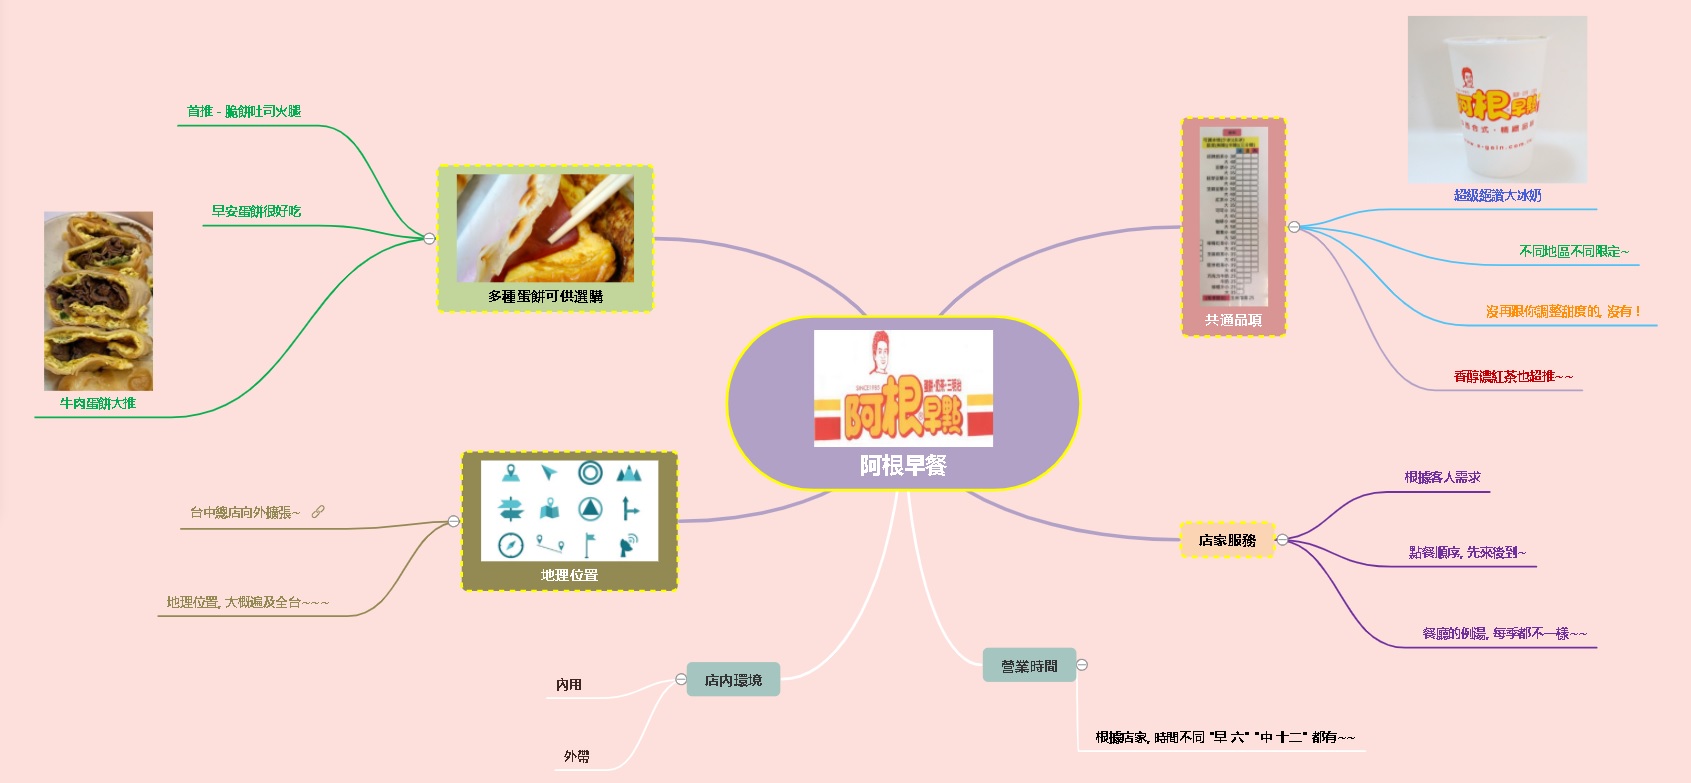 阿根早點
SINCE1985
阿根早餐
多種蛋餅可供選購
首推 - 脆餅吐司火腿
早安蛋餅很好吃
牛肉蛋餅大推
共通品項
阿根早點
超級絕讚大冰奶
不同地區不同限定~
沒再跟你調整甜度的, 沒有！
香醇濃紅茶也超推~~
地理位置
台中總店向外擴張~
地理位置, 大概遍及全台~~~
店家服務
根據客人需求
點餐順序, 先來後到~
餐廳的例湯, 每季都不一樣~~
店內環境
內用
外帶
營業時間
根據店家, 時間不同 "早 六" "中 十二" 都有~~